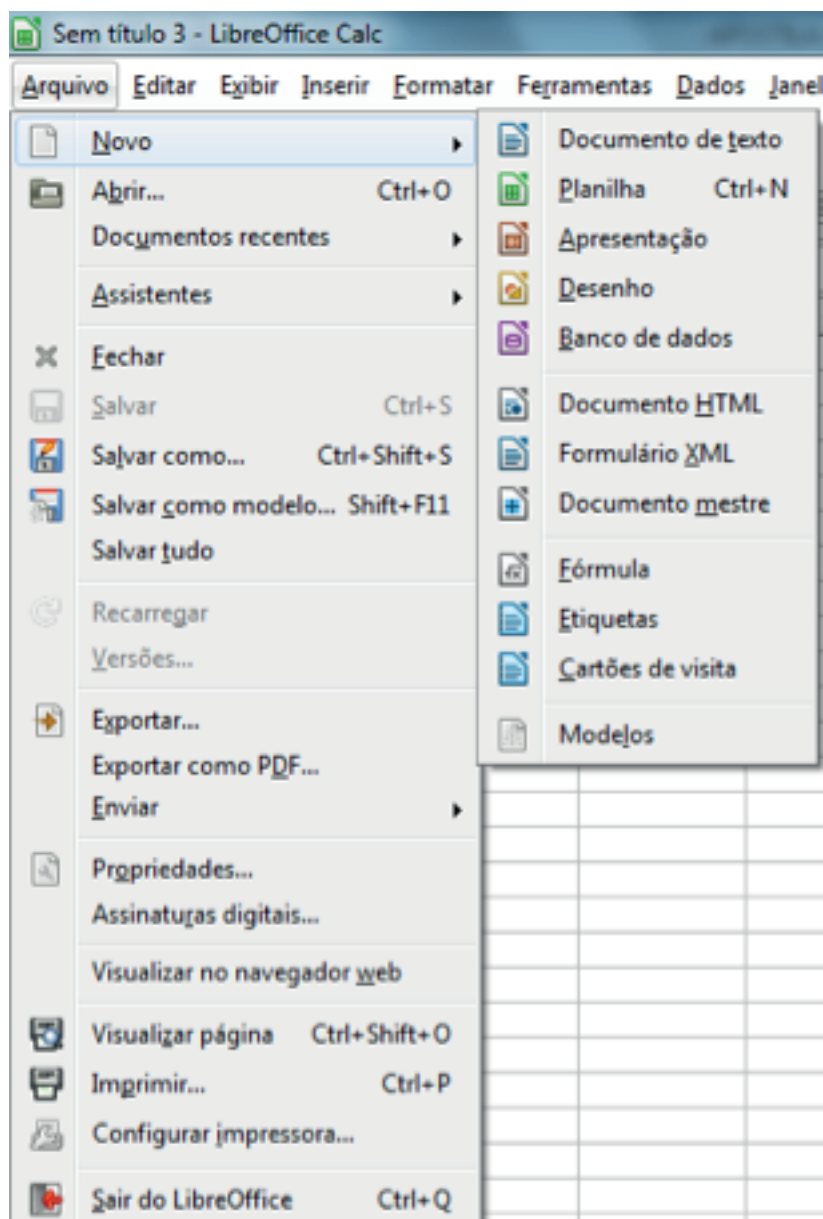 Sem título 3 - LibreOffice Calc
Arquivo Editar Exibir Inserir Formatar Ferramentas Dados Janel
Novo
Abrir... Ctrl+O
Documentos recentes
Assistentes
Fechar
Salvar Ctrl+S
Salvar como... Ctrl+Shift+S
Salvar como modelo... Shift+F11
Salvar tudo
Recarregar
Versões...
Exportar...
Exportar como PDF...
Enviar
Propriedades...
Assinaturas digitais...
Visualizar no navegador web
Visualizar página Ctrl+Shift+O
Imprimir... Ctrl+P
Configurar impressora...
Sair do LibreOffice Ctrl+Q
Documento de texto
Planilha Ctrl+N
Apresentação
Desenho
Banco de dados
Documento HTML
Formulário XML
Documento mestre
Fórmula
Etiquetas
Cartões de visita
Modelos